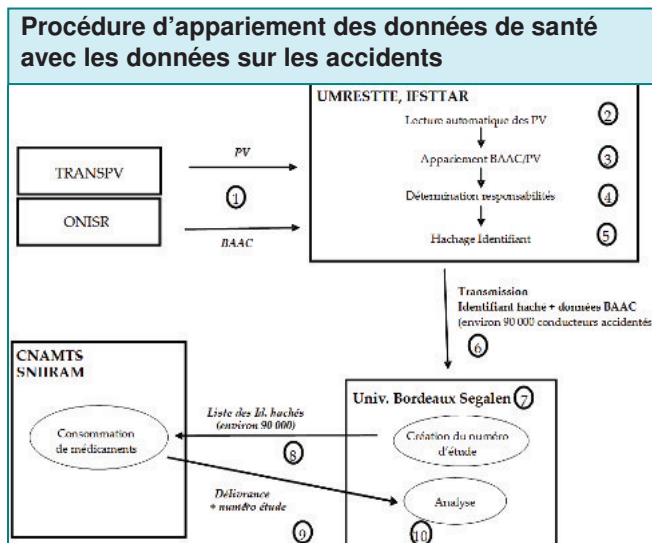 Procédure d'appariement des données de santé
avec les données sur les accidents
UMRESTTE, IFSTTAR
Lecture automatique des PV
2
Appariement BAAC/PV
3
Détermination responsabilités
4
Hachage Identifiant
5
TRANSPV
ONISR
PV
1
BAAC
Transmission
Identifiant haché + données BAAC
(environ 90 000 conducteurs accidentés
6
CNAMTS
SNIIRAM
Consommation
de médicaments
Liste des Id. hachés
(environ 90 000)
8
Univ. Bordeaux Segalen
7
Création du numéro
d'étude
Délivrance
+ numéro étude
9
Analyse
10